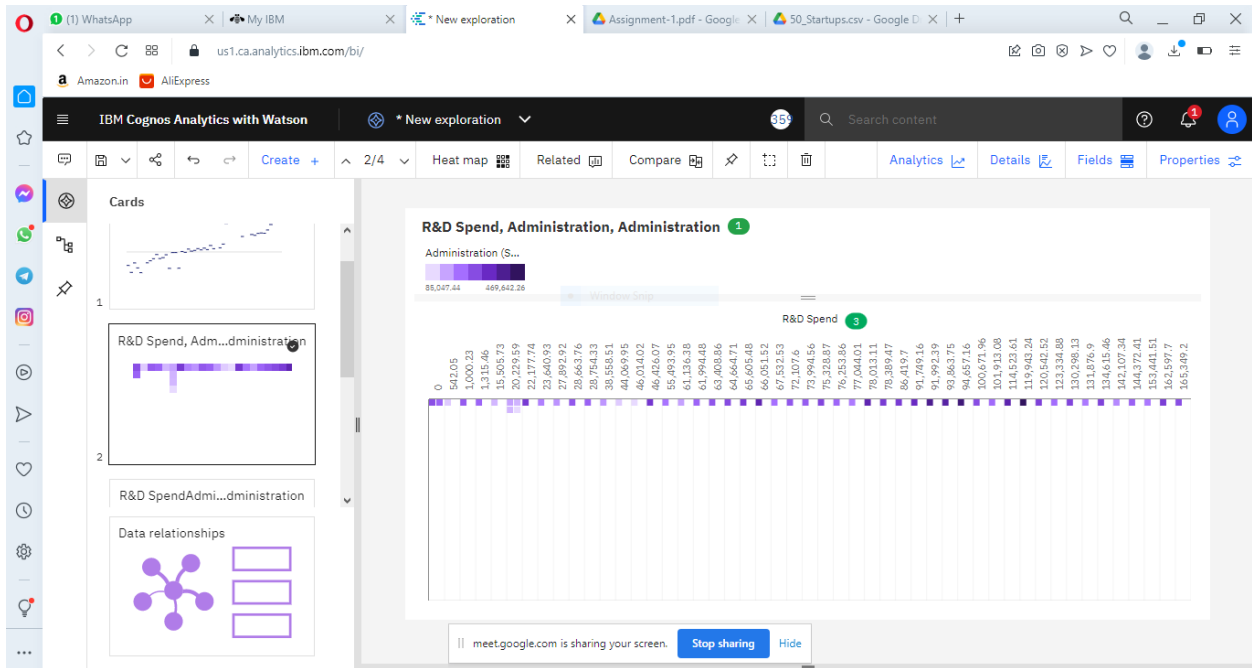 (1) WhatsApp
My IBM
* New exploration
Assignment-1.pdf - Google
50_Startups.csv - Google D
us1.ca.analytics.ibm.com/bi/
Amazon.in
AliExpress
IBM Cognos Analytics with Watson
* New exploration
359
Search content
1
Create +
2/4
Heat map
Related
Compare
Analytics
Details
Fields
Properties
Cards
1
R&D Spend, Adm...dministration
2
R&D SpendAdmi...dministration
Data relationships
R&D Spend, Administration, Administration 1
Administration (S...
85,047.44 469,642.26
Window Snip
R&D Spend 3
0
542.05
1,000.23
1,315.46
15,505.73
20,229.59
22,177.74
23,640.93
27,892.92
28,663.76
28,754.33
38,558.51
44,069.95
46,014.02
46,426.07
55,493.95
61,136.38
61,994.48
63,408.86
64,664.71
65,605.48
66,051.52
67,532.53
72,107.6
73,994.56
75,328.87
76,253.86
77,044.01
78,013.11
78,389.47
86,419.7
91,749.16
91,992.39
93,863.75
94,657.16
100,671.96
101,913.08
114,523.61
119,943.24
120,542.52
123,334.88
130,298.13
131,876.9
134,615.46
142,107.34
144,372.41
153,441.51
162,597.7
165,349.2
meet.google.com is sharing your screen.
Stop sharing
Hide